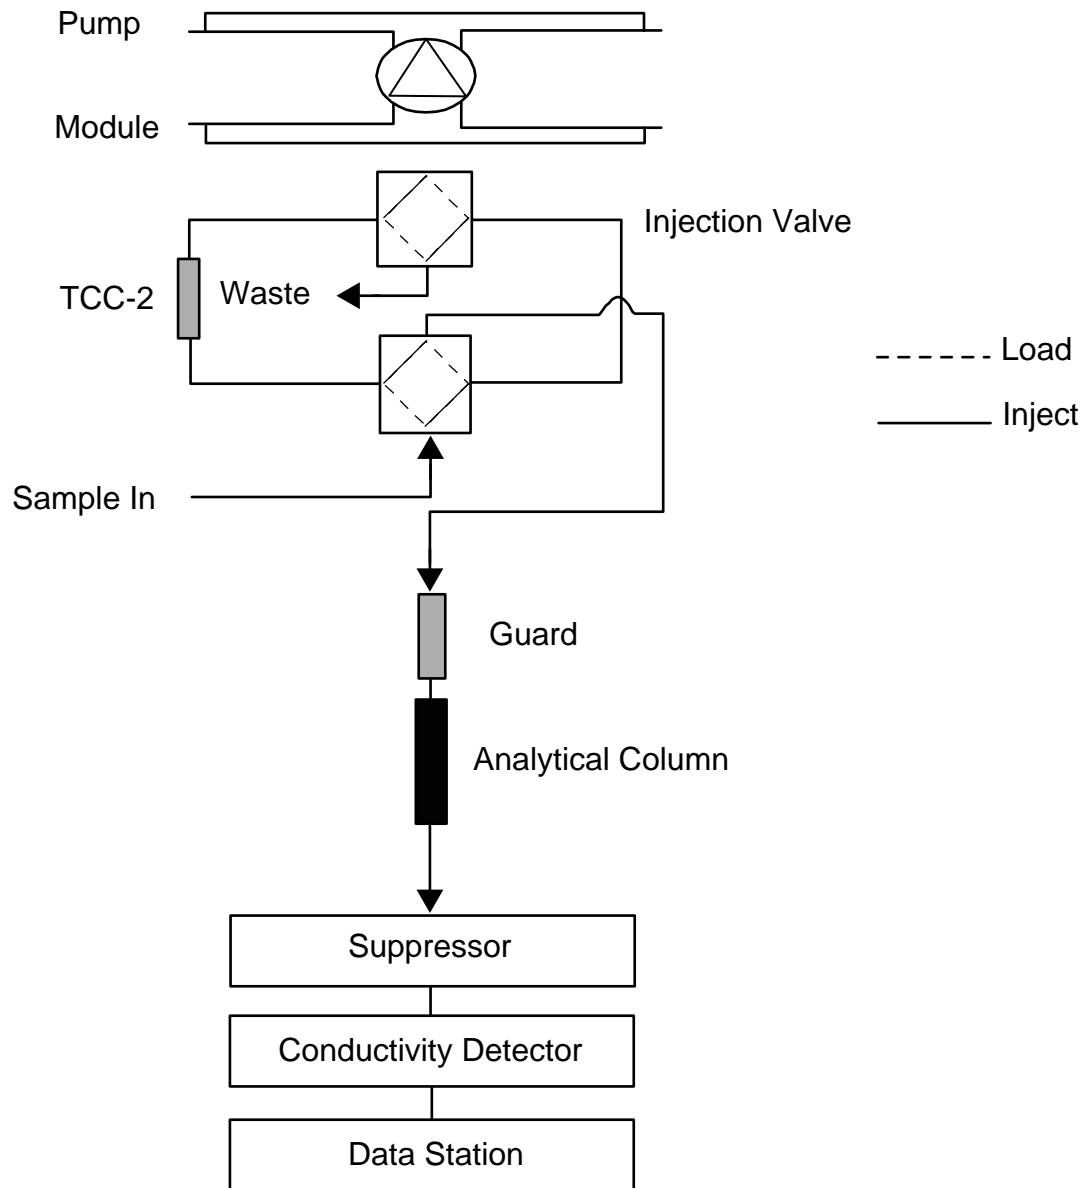 Pump
Module
Injection Valve
TCC-2
Waste
Load
Inject
Sample In
Guard
Analytical Column
Suppressor
Conductivity Detector
Data Station